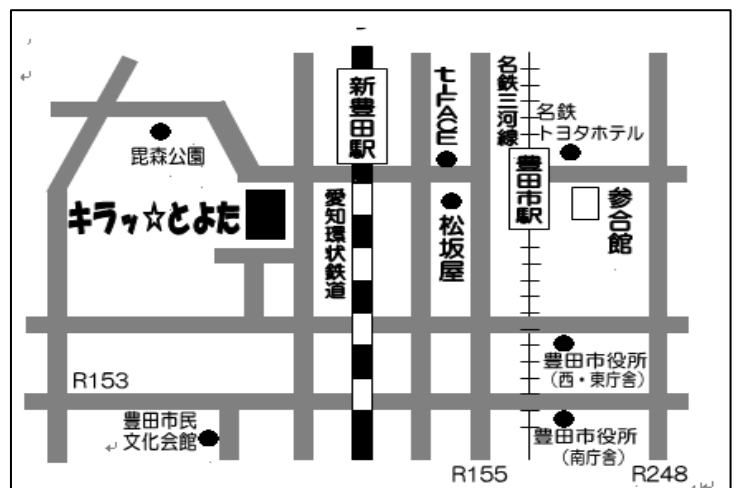 新豊田駅
t-FACE
名鉄三河線
名鉄
トヨタホテル
毘森公園
豊田市駅
キラッ☆とよた
愛知環状鉄道
松坂屋
参合館
豊田市役所
（西・東庁舎）
R153
豊田市民
文化会館
豊田市役所
（南庁舎）
R155
R248